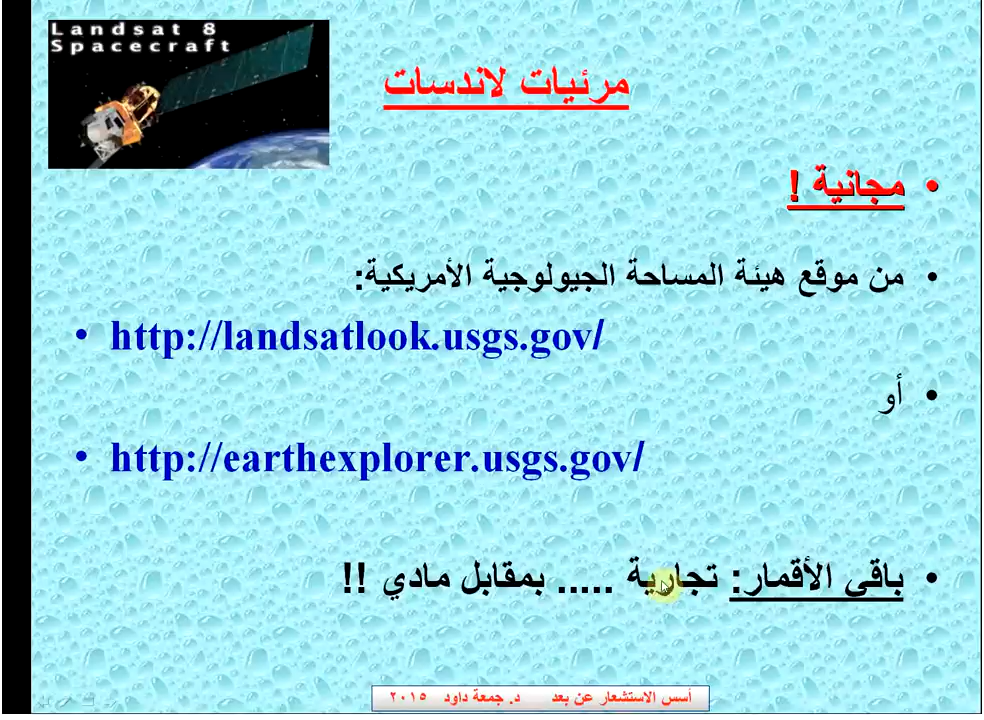 Landsat 8
Spacecraft
مرئيات لاندسات
• مجانية !
• من موقع هيئة المساحة الجيولوجية الأمريكية:
• http://landsatlook.usgs.gov/
• أو
• http://earthexplorer.usgs.gov/
• باقي الأقمار: تجارية ..... بمقابل مادي !!
أسس الاستشعار عن بعد د. جمعة داود ٢٠١٥